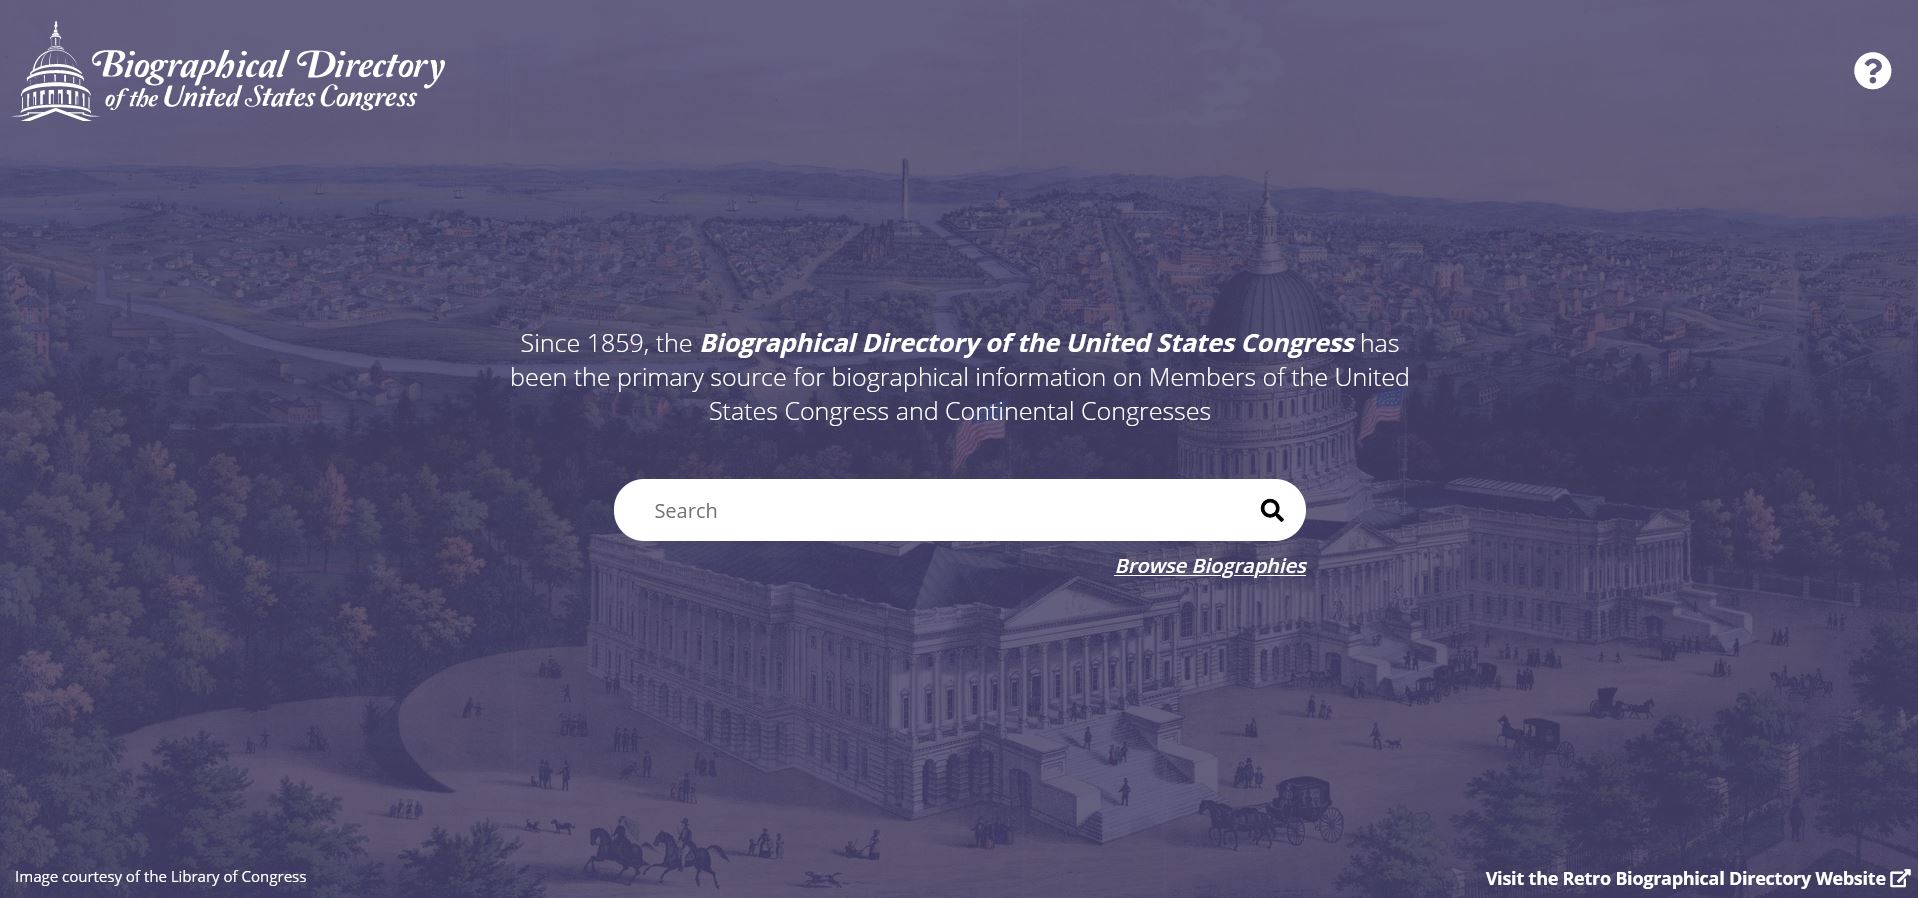 Biographical Directory
of the United States Congress
Since 1859, the Biographical Directory of the United States Congress has
been the primary source for biographical information on Members of the United
States Congress and Continental Congresses
Search
Browse Biographies
Image courtesy of the Library of Congress
Visit the Retro Biographical Directory Website